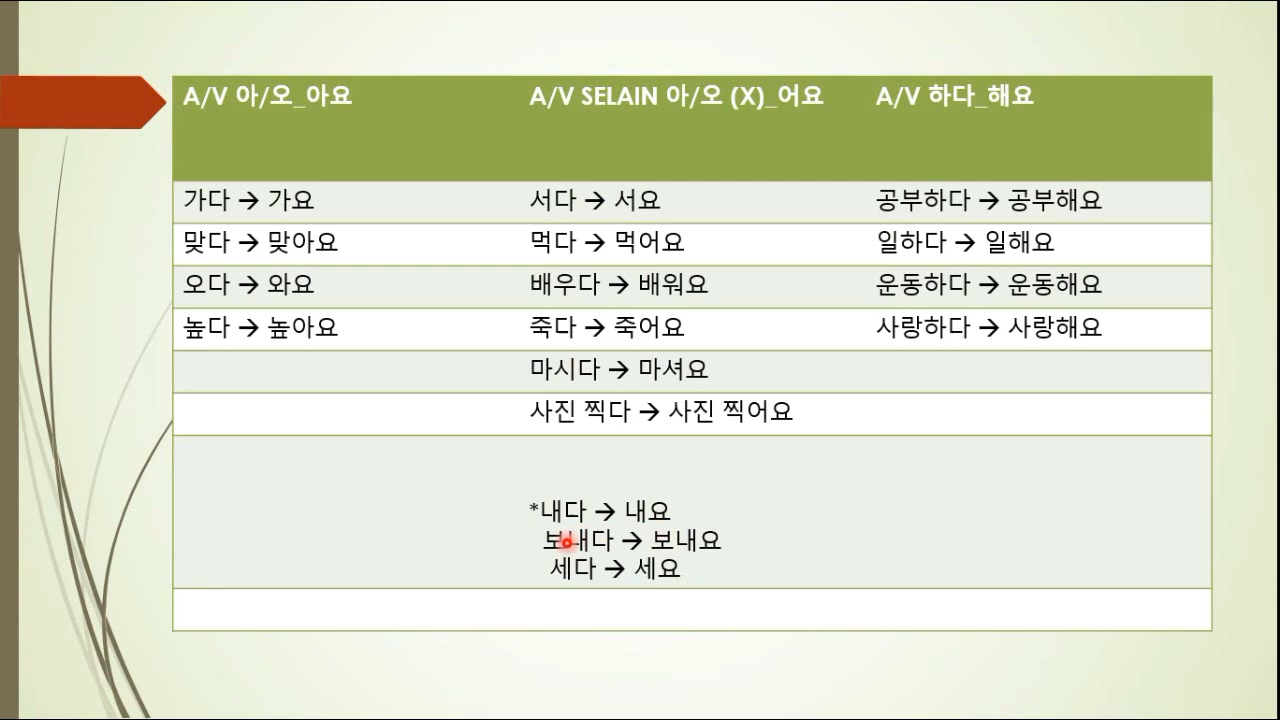 A/V 아/오_아요
A/V SELAIN 아/오 (X)_어요
A/V 하다_해요
가다 → 가요
서다 → 서요
공부하다 → 공부해요
맞다 → 맞아요
먹다 → 먹어요
일하다 → 일해요
오다 → 와요
배우다 → 배워요
운동하다 → 운동해요
높다 → 높아요
죽다 → 죽어요
사랑하다 → 사랑해요
마시다 → 마셔요
사진 찍다 → 사진 찍어요
*내다 → 내요
보내다 → 보내요
세다 → 세요